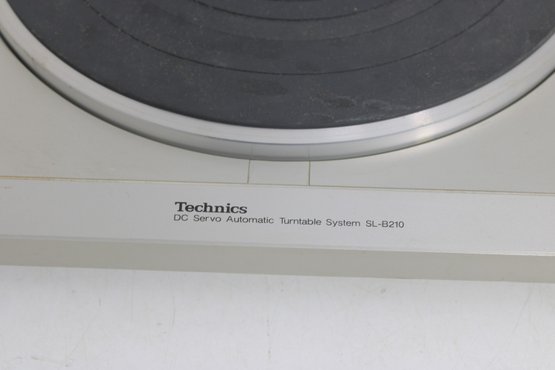 Technics
DC Servo Automatic Turntable System SL-B210